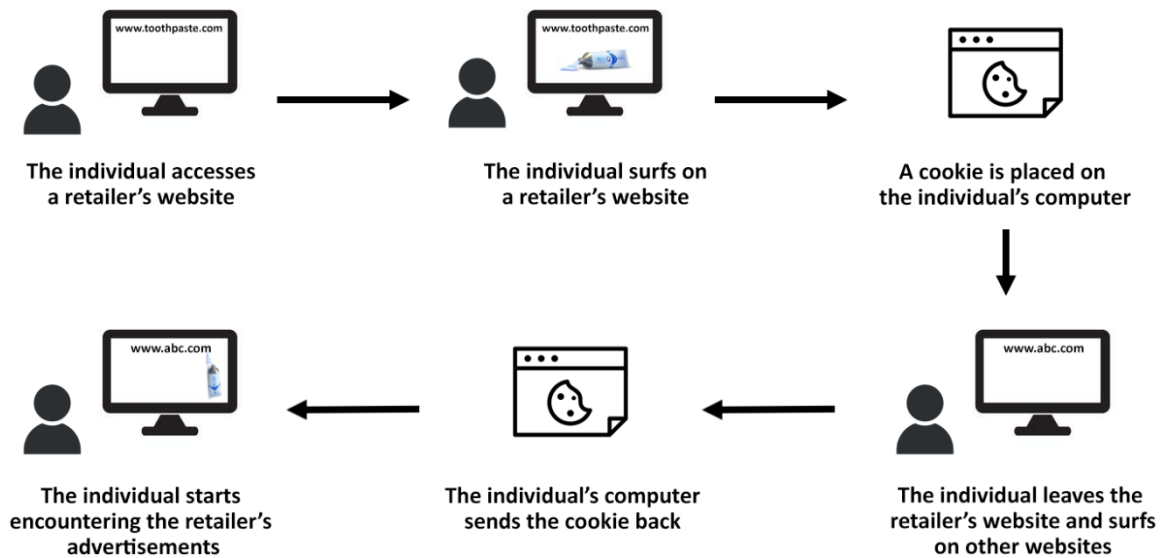 www.toothpaste.com
The individual accesses
a retailer's website
www.toothpaste.com
The individual surfs on
a retailer's website
A cookie is placed on
the individual's computer
www.abc.com
The individual leaves the
retailer's website and surfs
on other websites
The individual's computer
sends the cookie back
www.abc.com
The individual starts
encountering the retailer's
advertisements